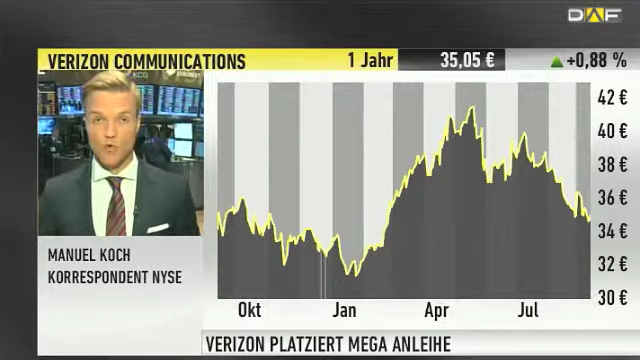 DAF
VERIZON COMMUNICATIONS 1 Jahr 35,05 € +0,88 %
KCG
42 €
40 €
38 €
36 €
34 €
32 €
30 €
Okt Jan Apr Jul
MANUEL KOCH
KORRESPONDENT NYSE
VERIZON PLATZIERT MEGA ANLEIHE